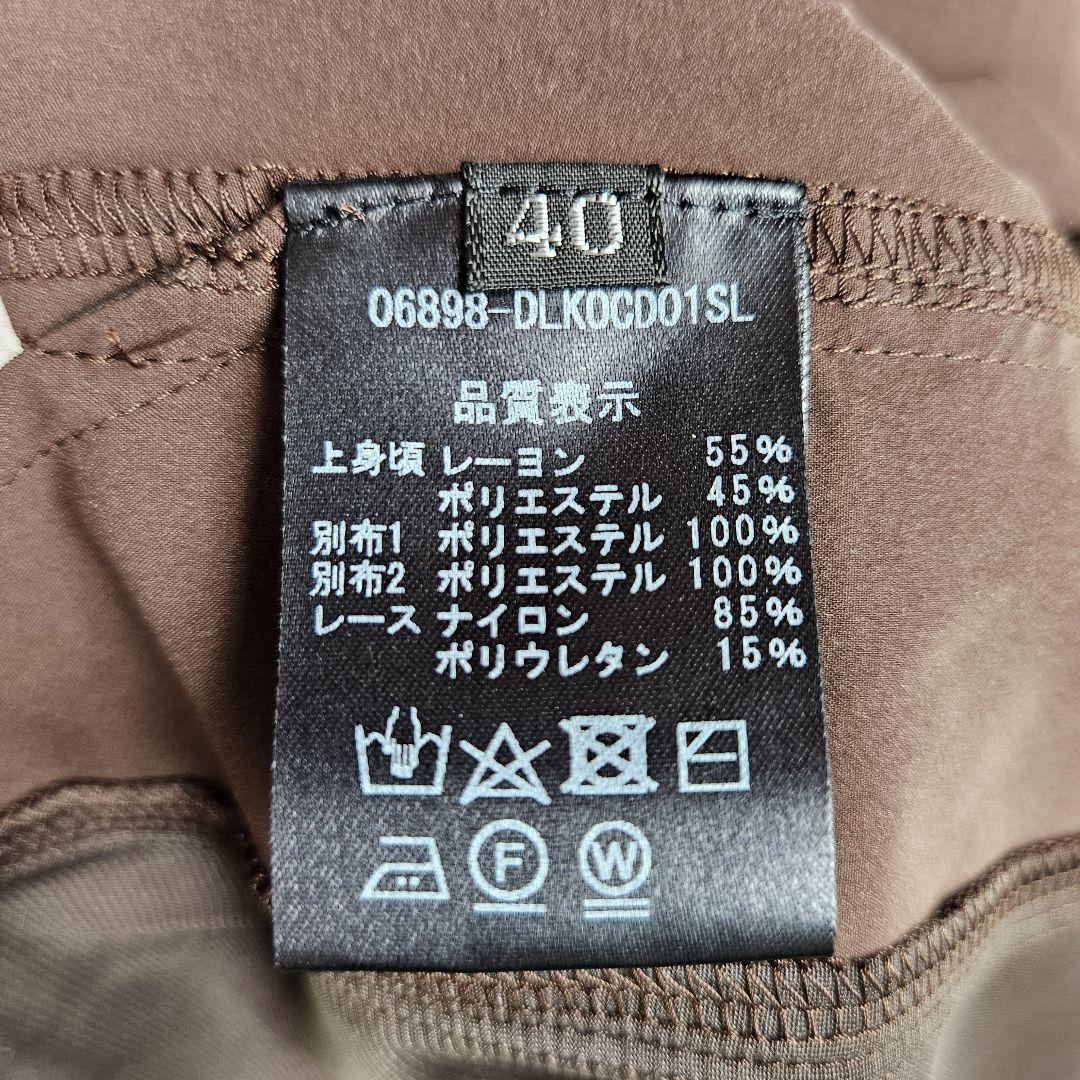 40
06898-DLK0CD01SL
品質表示
上身頃 レーヨン 55%
ポリエステル 45%
別布1 ポリエステル 100%
別布2 ポリエステル 100%
レース ナイロン 85%
ポリウレタン 15%
F W